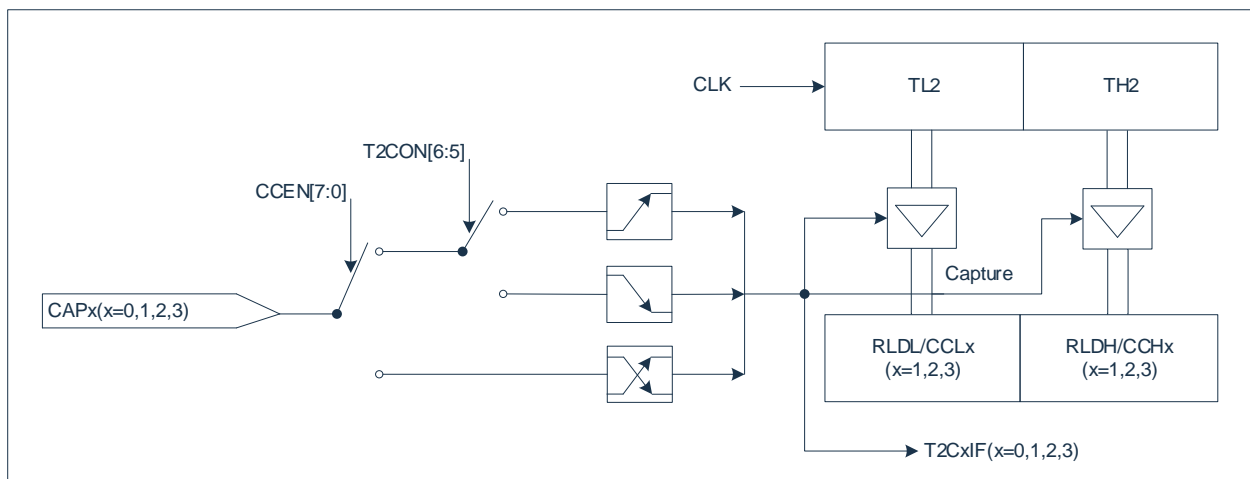 CLK
TL2
TH2
T2CON[6:5]
CCEN[7:0]
Capture
CAPx(x=0,1,2,3)
RLDL/CCLx
(x=1,2,3)
RLDH/CCHx
(x=1,2,3)
T2CxIF(x=0,1,2,3)